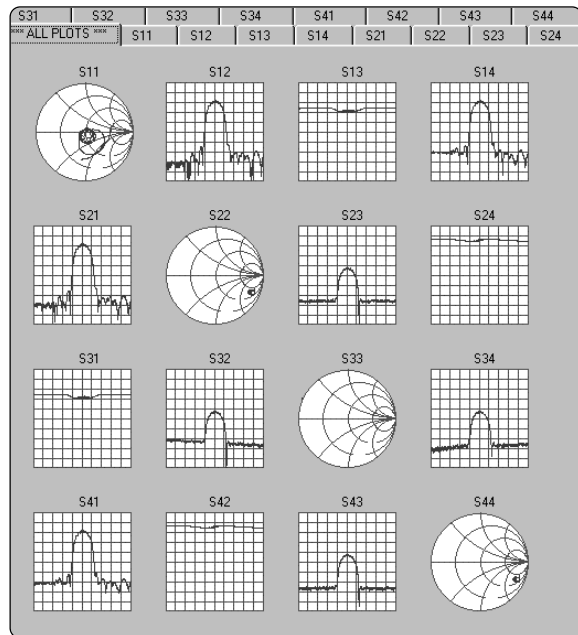 S31 S32 S33 S34 S41 S42 S43 S44
*** ALL PLOTS *** S11 S12 S13 S14 S21 S22 S23 S24
S11 S12 S13 S14
S21 S22 S23 S24
S31 S32 S33 S34
S41 S42 S43 S44